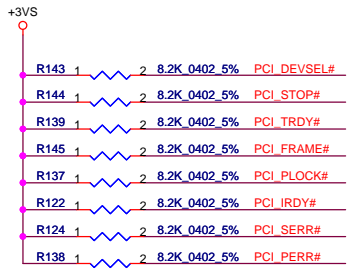 +3VS
R143 1 2 8.2K_0402_5% PCI_DEVSEL#
R144 1 2 8.2K_0402_5% PCI_STOP#
R139 1 2 8.2K_0402_5% PCI_TRDY#
R145 1 2 8.2K_0402_5% PCI_FRAME#
R137 1 2 8.2K_0402_5% PCI_PLOCK#
R122 1 2 8.2K_0402_5% PCI_IRDY#
R124 1 2 8.2K_0402_5% PCI_SERR#
R138 1 2 8.2K_0402_5% PCI_PERR#